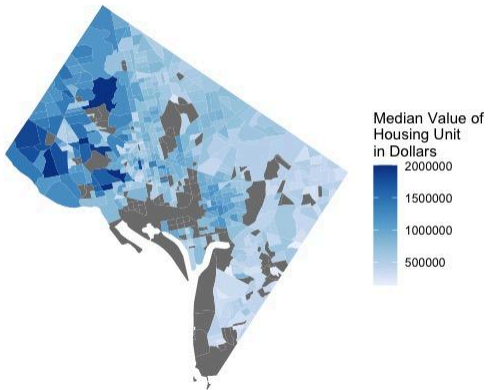 Median Value of
Housing Unit
in Dollars
2000000
1500000
1000000
500000